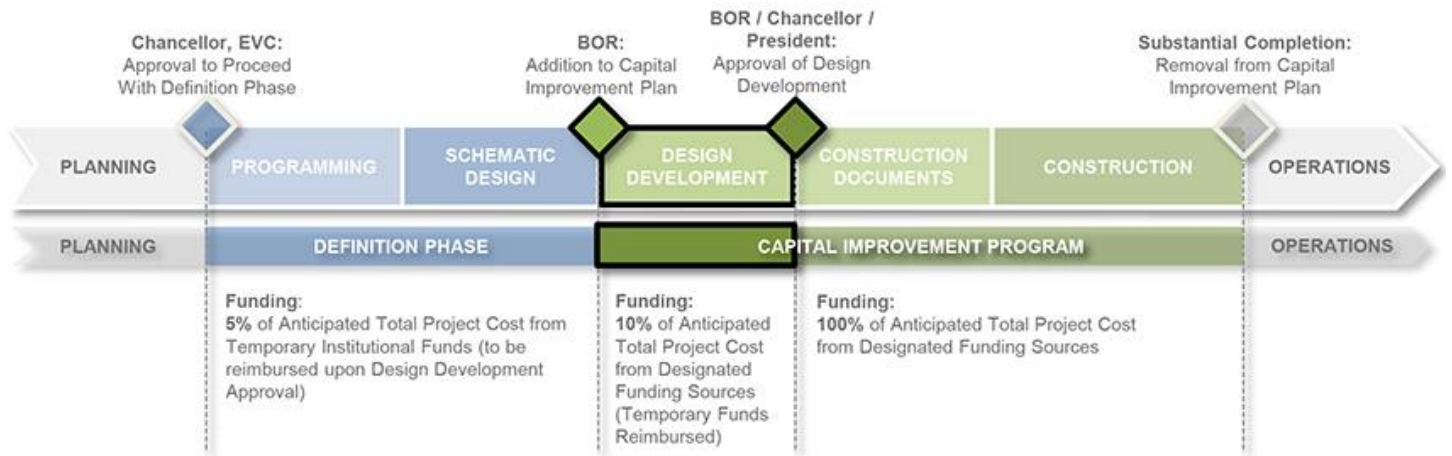 Chancellor, EVC:
Approval to Proceed
With Definition Phase
BOR:
Addition to Capital
Improvement Plan
BOR / Chancellor /
President:
Approval of Design
Development
Substantial Completion:
Removal from Capital
Improvement Plan
PLANNING
PROGRAMMING
SCHEMATIC
DESIGN
DESIGN
DEVELOPMENT
CONSTRUCTION
DOCUMENTS
CONSTRUCTION
OPERATIONS
PLANNING
DEFINITION PHASE
CAPITAL IMPROVEMENT PROGRAM
OPERATIONS
Funding:
5% of Anticipated Total Project Cost from
Temporary Institutional Funds (to be
reimbursed upon Design Development
Approval)
Funding:
10% of Anticipated
Total Project Cost
from Designated
Funding Sources
(Temporary Funds
Reimbursed)
Funding:
100% of Anticipated Total Project Cost
from Designated Funding Sources